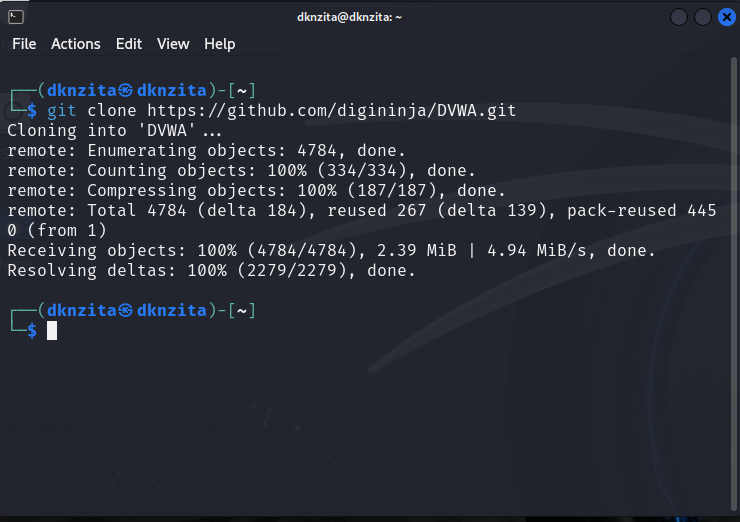 dknzita@dknzita: ~
File Actions Edit View Help
┌──(dknzita㉿dknzita)-[~]
└─$ git clone https://github.com/digininja/DVWA.git
Cloning into 'DVWA'...
remote: Enumerating objects: 4784, done.
remote: Counting objects: 100% (334/334), done.
remote: Compressing objects: 100% (187/187), done.
remote: Total 4784 (delta 184), reused 267 (delta 139), pack-reused 445
0 (from 1)
Receiving objects: 100% (4784/4784), 2.39 MiB | 4.94 MiB/s, done.
Resolving deltas: 100% (2279/2279), done.
┌──(dknzita㉿dknzita)-[~]
└─$